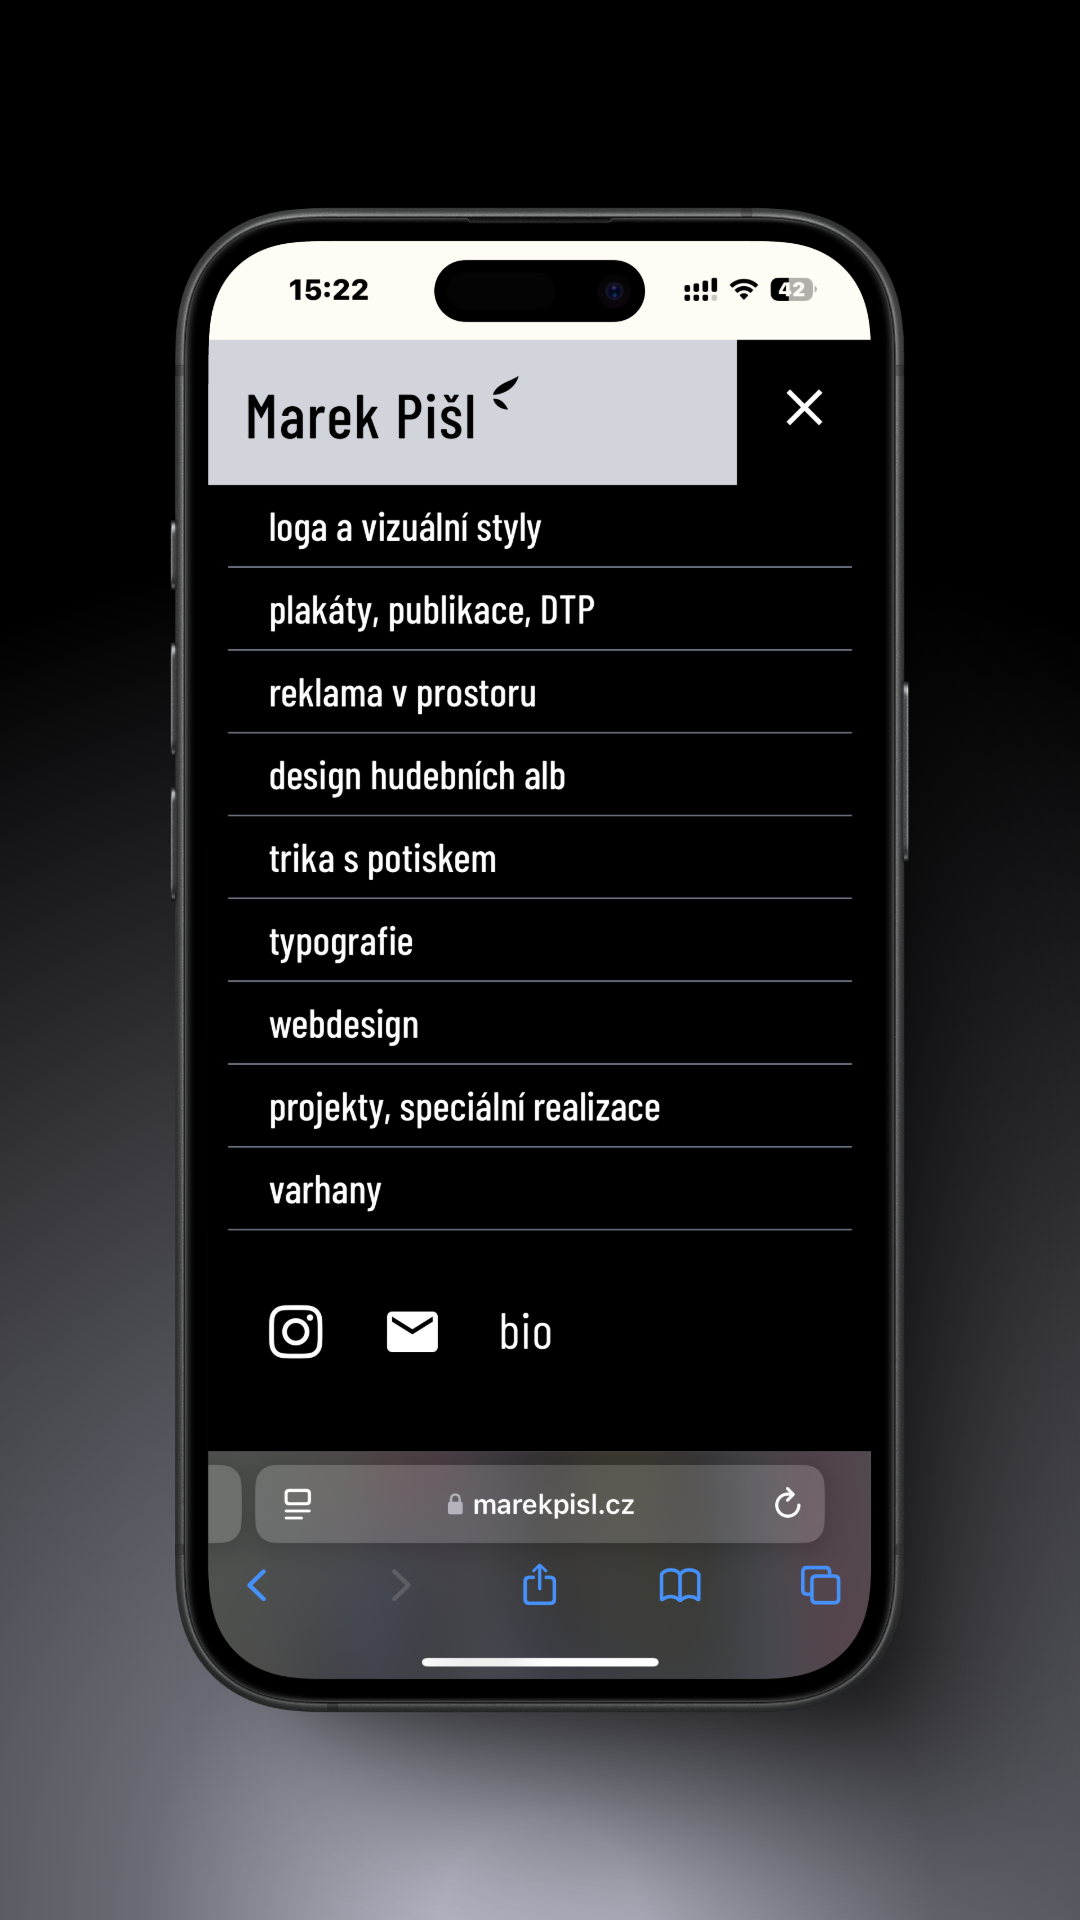 15:22
42
Marek Pišl
loga a vizuální styly
plakáty, publikace, DTP
reklama v prostoru
design hudebních alb
trika s potiskem
typografie
webdesign
projekty, speciální realizace
varhany
bio
marekpisl.cz